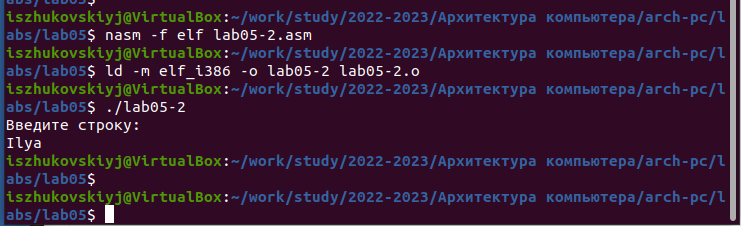 abs/lab05$
iszhukovskiyj@VirtualBox:~/work/study/2022-2023/Архитектура компьютера/arch-pc/l
abs/lab05$ nasm -f elf lab05-2.asm
iszhukovskiyj@VirtualBox:~/work/study/2022-2023/Архитектура компьютера/arch-pc/l
abs/lab05$ ld -m elf_i386 -o lab05-2 lab05-2.o
iszhukovskiyj@VirtualBox:~/work/study/2022-2023/Архитектура компьютера/arch-pc/l
abs/lab05$ ./lab05-2
Введите строку:
Ilya
iszhukovskiyj@VirtualBox:~/work/study/2022-2023/Архитектура компьютера/arch-pc/l
abs/lab05$
iszhukovskiyj@VirtualBox:~/work/study/2022-2023/Архитектура компьютера/arch-pc/l
abs/lab05$